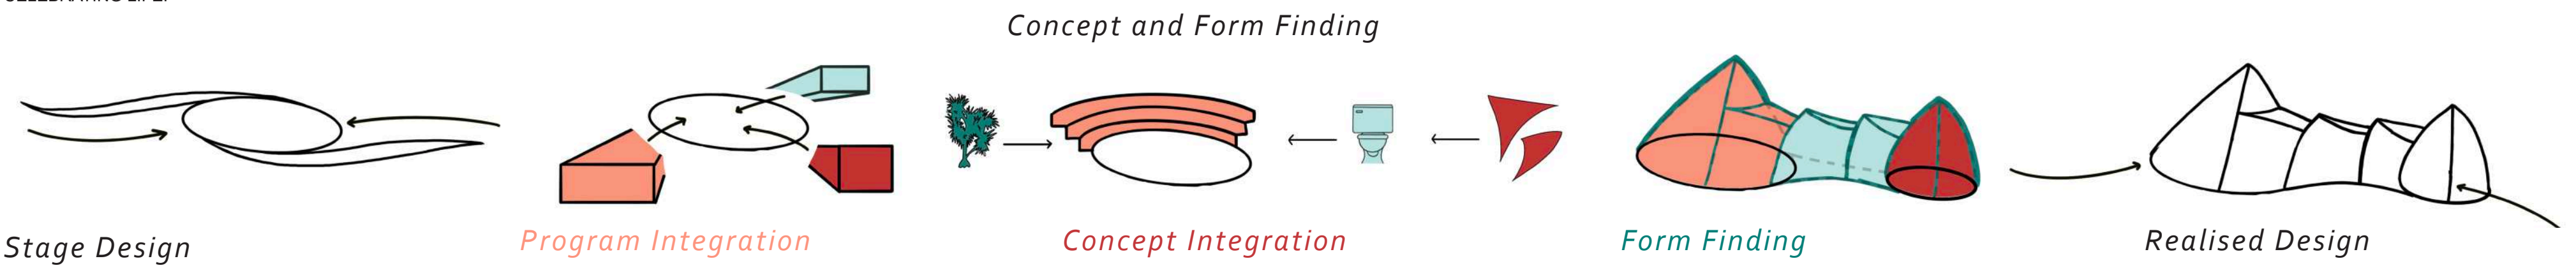 Concept and Form Finding
Stage Design
Program Integration
Concept Integration
Form Finding
Realised Design